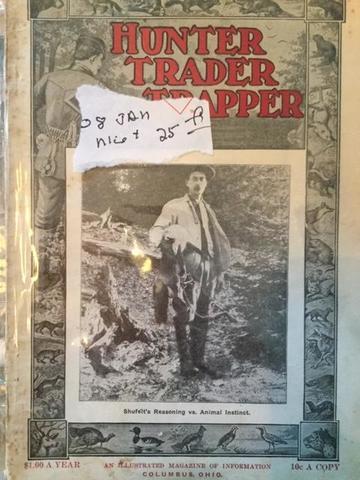 HUNTER
TRADER
TRAPPER
08 JAN
25
Shufelt's Reasoning vs. Animal Instinct.
$1.00 A YEAR AN ILLUSTRATED MAGAZINE OF INFORMATION 10c A COPY
COLUMBUS, OHIO.